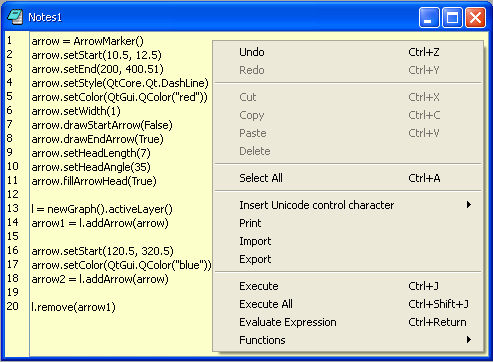 Notes1
1 arrow = ArrowMarker()
2 arrow.setStart(10.5, 12.5)
3 arrow.setEnd(200, 400.51)
4 arrow.setStyle(QtCore.Qt.DashLine)
5 arrow.setColor(QtGui.QColor("red"))
6 arrow.setWidth(1)
7 arrow.drawStartArrow(False)
8 arrow.drawEndArrow(True)
9 arrow.setHeadLength(7)
10 arrow.setHeadAngle(35)
11 arrow.fillArrowHead(True)
12
13 l = newGraph().activeLayer()
14 arrow1 = l.addArrow(arrow)
15
16 arrow.setStart(120.5, 320.5)
17 arrow.setColor(QtGui.QColor("blue"))
18 arrow2 = l.addArrow(arrow)
19
20 l.remove(arrow1)
Undo Ctrl+Z
Redo Ctrl+Y
Cut Ctrl+X
Copy Ctrl+C
Paste Ctrl+V
Delete
Select All Ctrl+A
Insert Unicode control character
Print
Import
Export
Execute Ctrl+J
Execute All Ctrl+Shift+J
Evaluate Expression Ctrl+Return
Functions